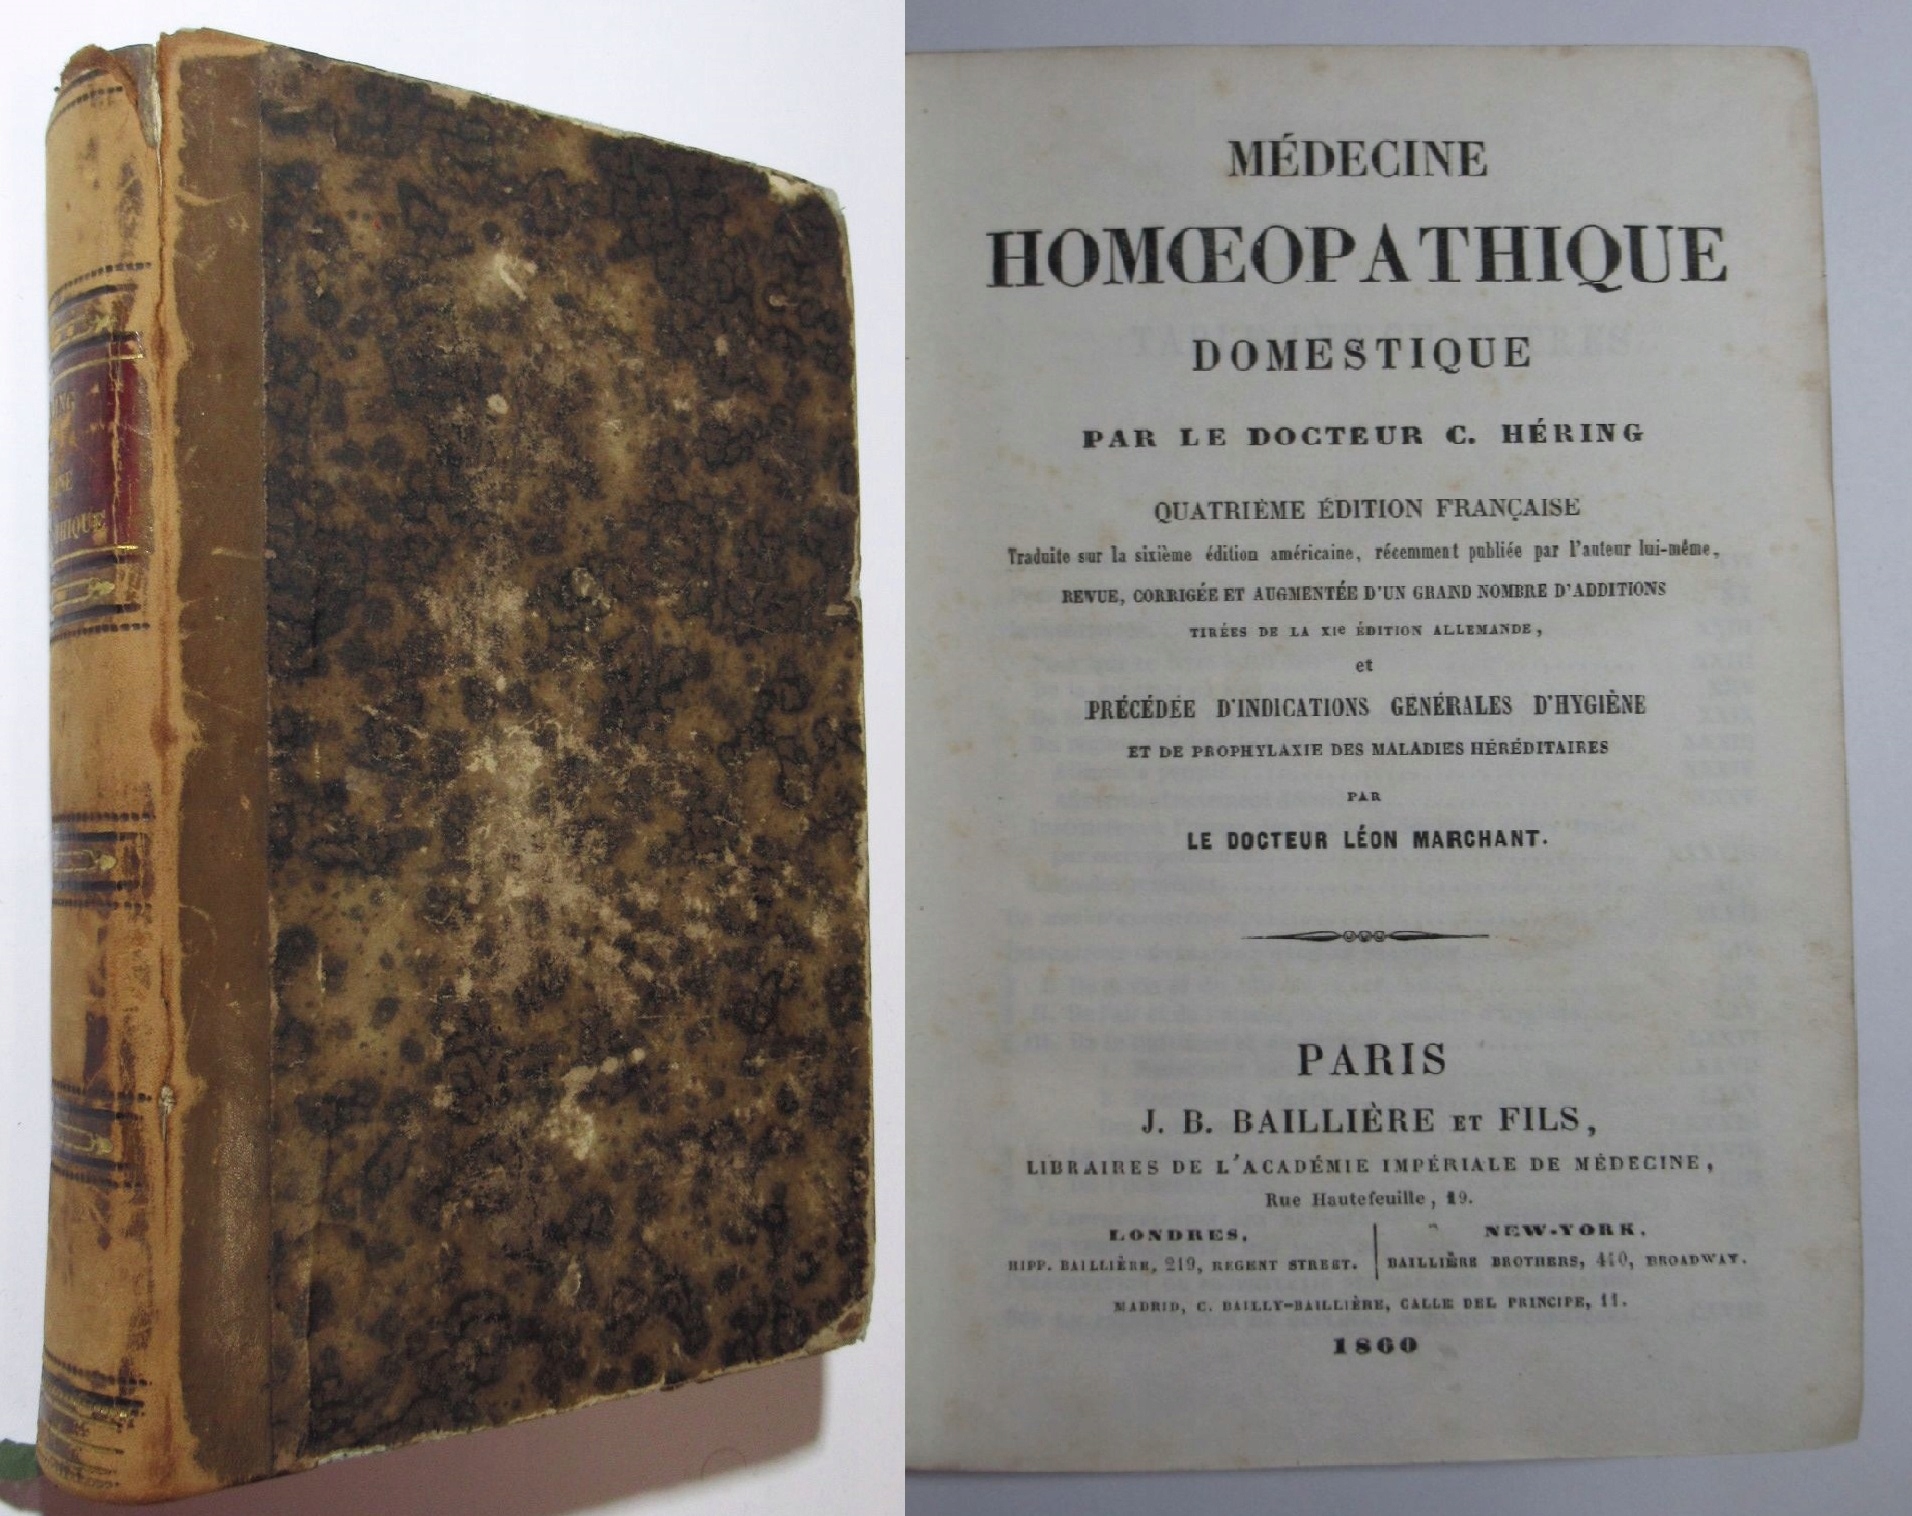 HIQUE
MÉDECINE
HOMŒOPATHIQUE
DOMESTIQUE
PAR LE DOCTEUR C. HÉRING
QUATRIÈME ÉDITION FRANÇAISE
Traduite sur la sixième édition américaine, récemment publiée par l'auteur lui-même,
REVUE, CORRIGÉE ET AUGMENTÉE D'UN GRAND NOMBRE D'ADDITIONS
TIRÉES DE LA XIe ÉDITION ALLEMANDE,
et
PRÉCÉDÉE D'INDICATIONS GÉNÉRALES D'HYGIÈNE
ET DE PROPHYLAXIE DES MALADIES HÉRÉDITAIRES
PAR
LE DOCTEUR LÉON MARCHANT.
PARIS
J. B. BAILLIÈRE ET FILS,
LIBRAIRES DE L'ACADÉMIE IMPÉRIALE DE MÉDECINE,
Rue Hautefeuille, 19.
LONDRES,
HIPP. BAILLIÈRE, 219, REGENT STREET.
NEW-YORK,
BAILLIÈRE BROTHERS, 440, BROADWAY.
MADRID, C. BAILLY-BAILLIÈRE, CALLE DEL PRINCIPE, 11.
1860